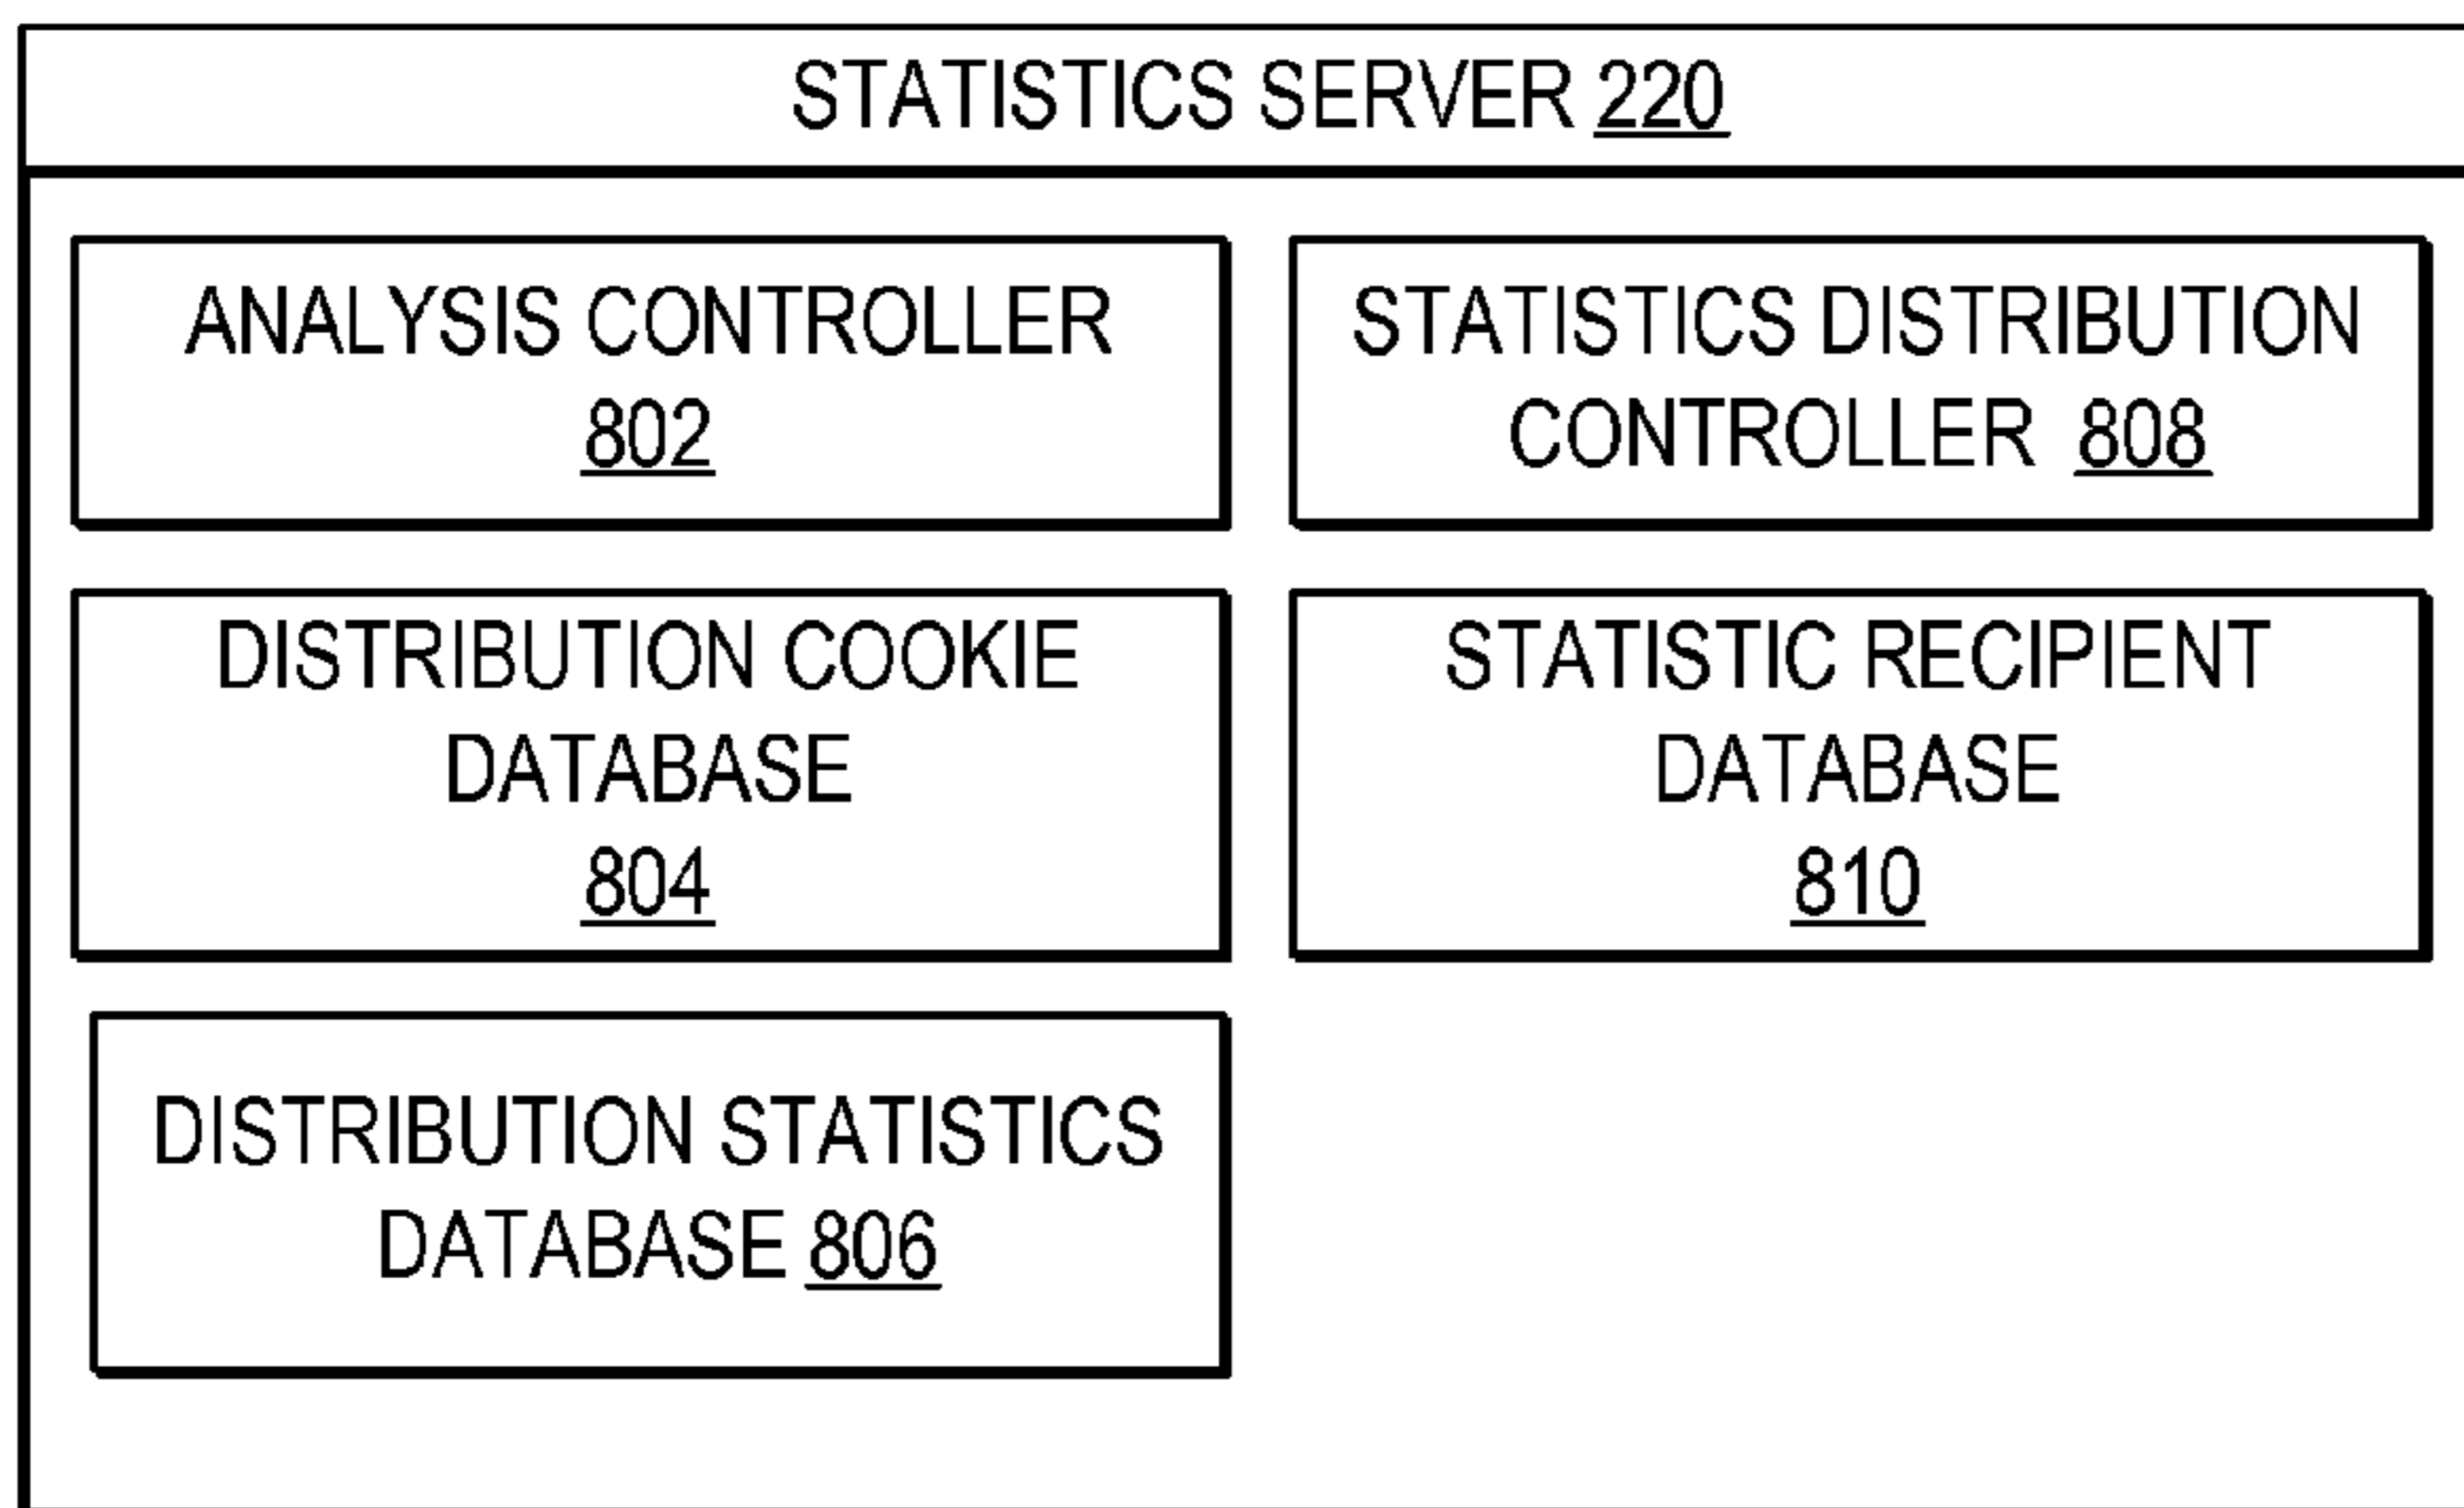 STATISTICS SERVER 220
ANALYSIS CONTROLLER
802
STATISTICS DISTRIBUTION
CONTROLLER 808
DISTRIBUTION COOKIE
DATABASE
804
STATISTIC RECIPIENT
DATABASE
810
DISTRIBUTION STATISTICS
DATABASE 806